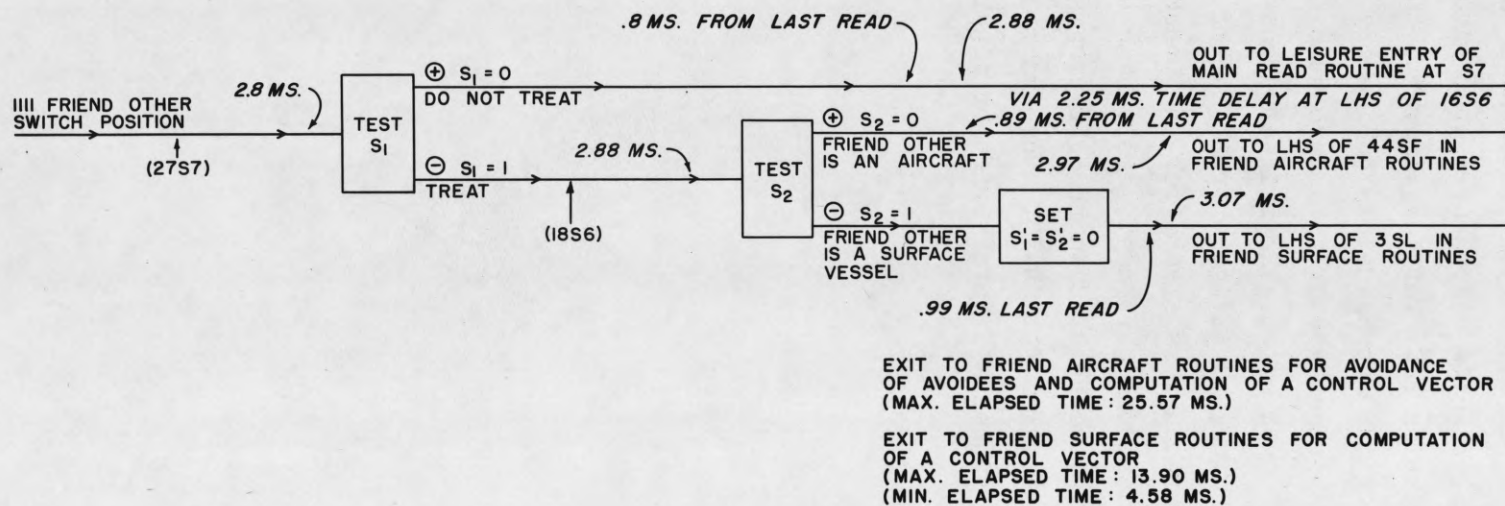 .8 MS. FROM LAST READ
2.88 MS.
IIII FRIEND OTHER
SWITCH POSITION
(27S7)
2.8 MS.
TEST
S1
⊕ S1 = 0
DO NOT TREAT
OUT TO LEISURE ENTRY OF
MAIN READ ROUTINE AT S7
VIA 2.25 MS. TIME DELAY AT LHS OF 16S6
⊖ S1 = 1
TREAT
(18S6)
2.88 MS.
TEST
S2
⊕ S2 = 0
FRIEND OTHER
IS AN AIRCRAFT
.89 MS. FROM LAST READ
2.97 MS.
OUT TO LHS OF 44SF IN
FRIEND AIRCRAFT ROUTINES
⊖ S2 = 1
FRIEND OTHER
IS A SURFACE
VESSEL
SET
S1' = S2' = 0
3.07 MS.
.99 MS. LAST READ
OUT TO LHS OF 3SL IN
FRIEND SURFACE ROUTINES
EXIT TO FRIEND AIRCRAFT ROUTINES FOR AVOIDANCE
OF AVOIDEES AND COMPUTATION OF A CONTROL VECTOR
(MAX. ELAPSED TIME: 25.57 MS.)
EXIT TO FRIEND SURFACE ROUTINES FOR COMPUTATION
OF A CONTROL VECTOR
(MAX. ELAPSED TIME: 13.90 MS.)
(MIN. ELAPSED TIME: 4.58 MS.)